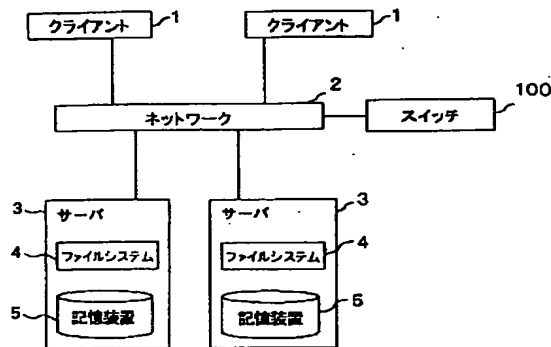 クライアント 1 クライアント 1
2
ネットワーク スイッチ 100
3 サーバ サーバ 3
4 ファイルシステム ファイルシステム 4
5 記憶装置 記憶装置 5